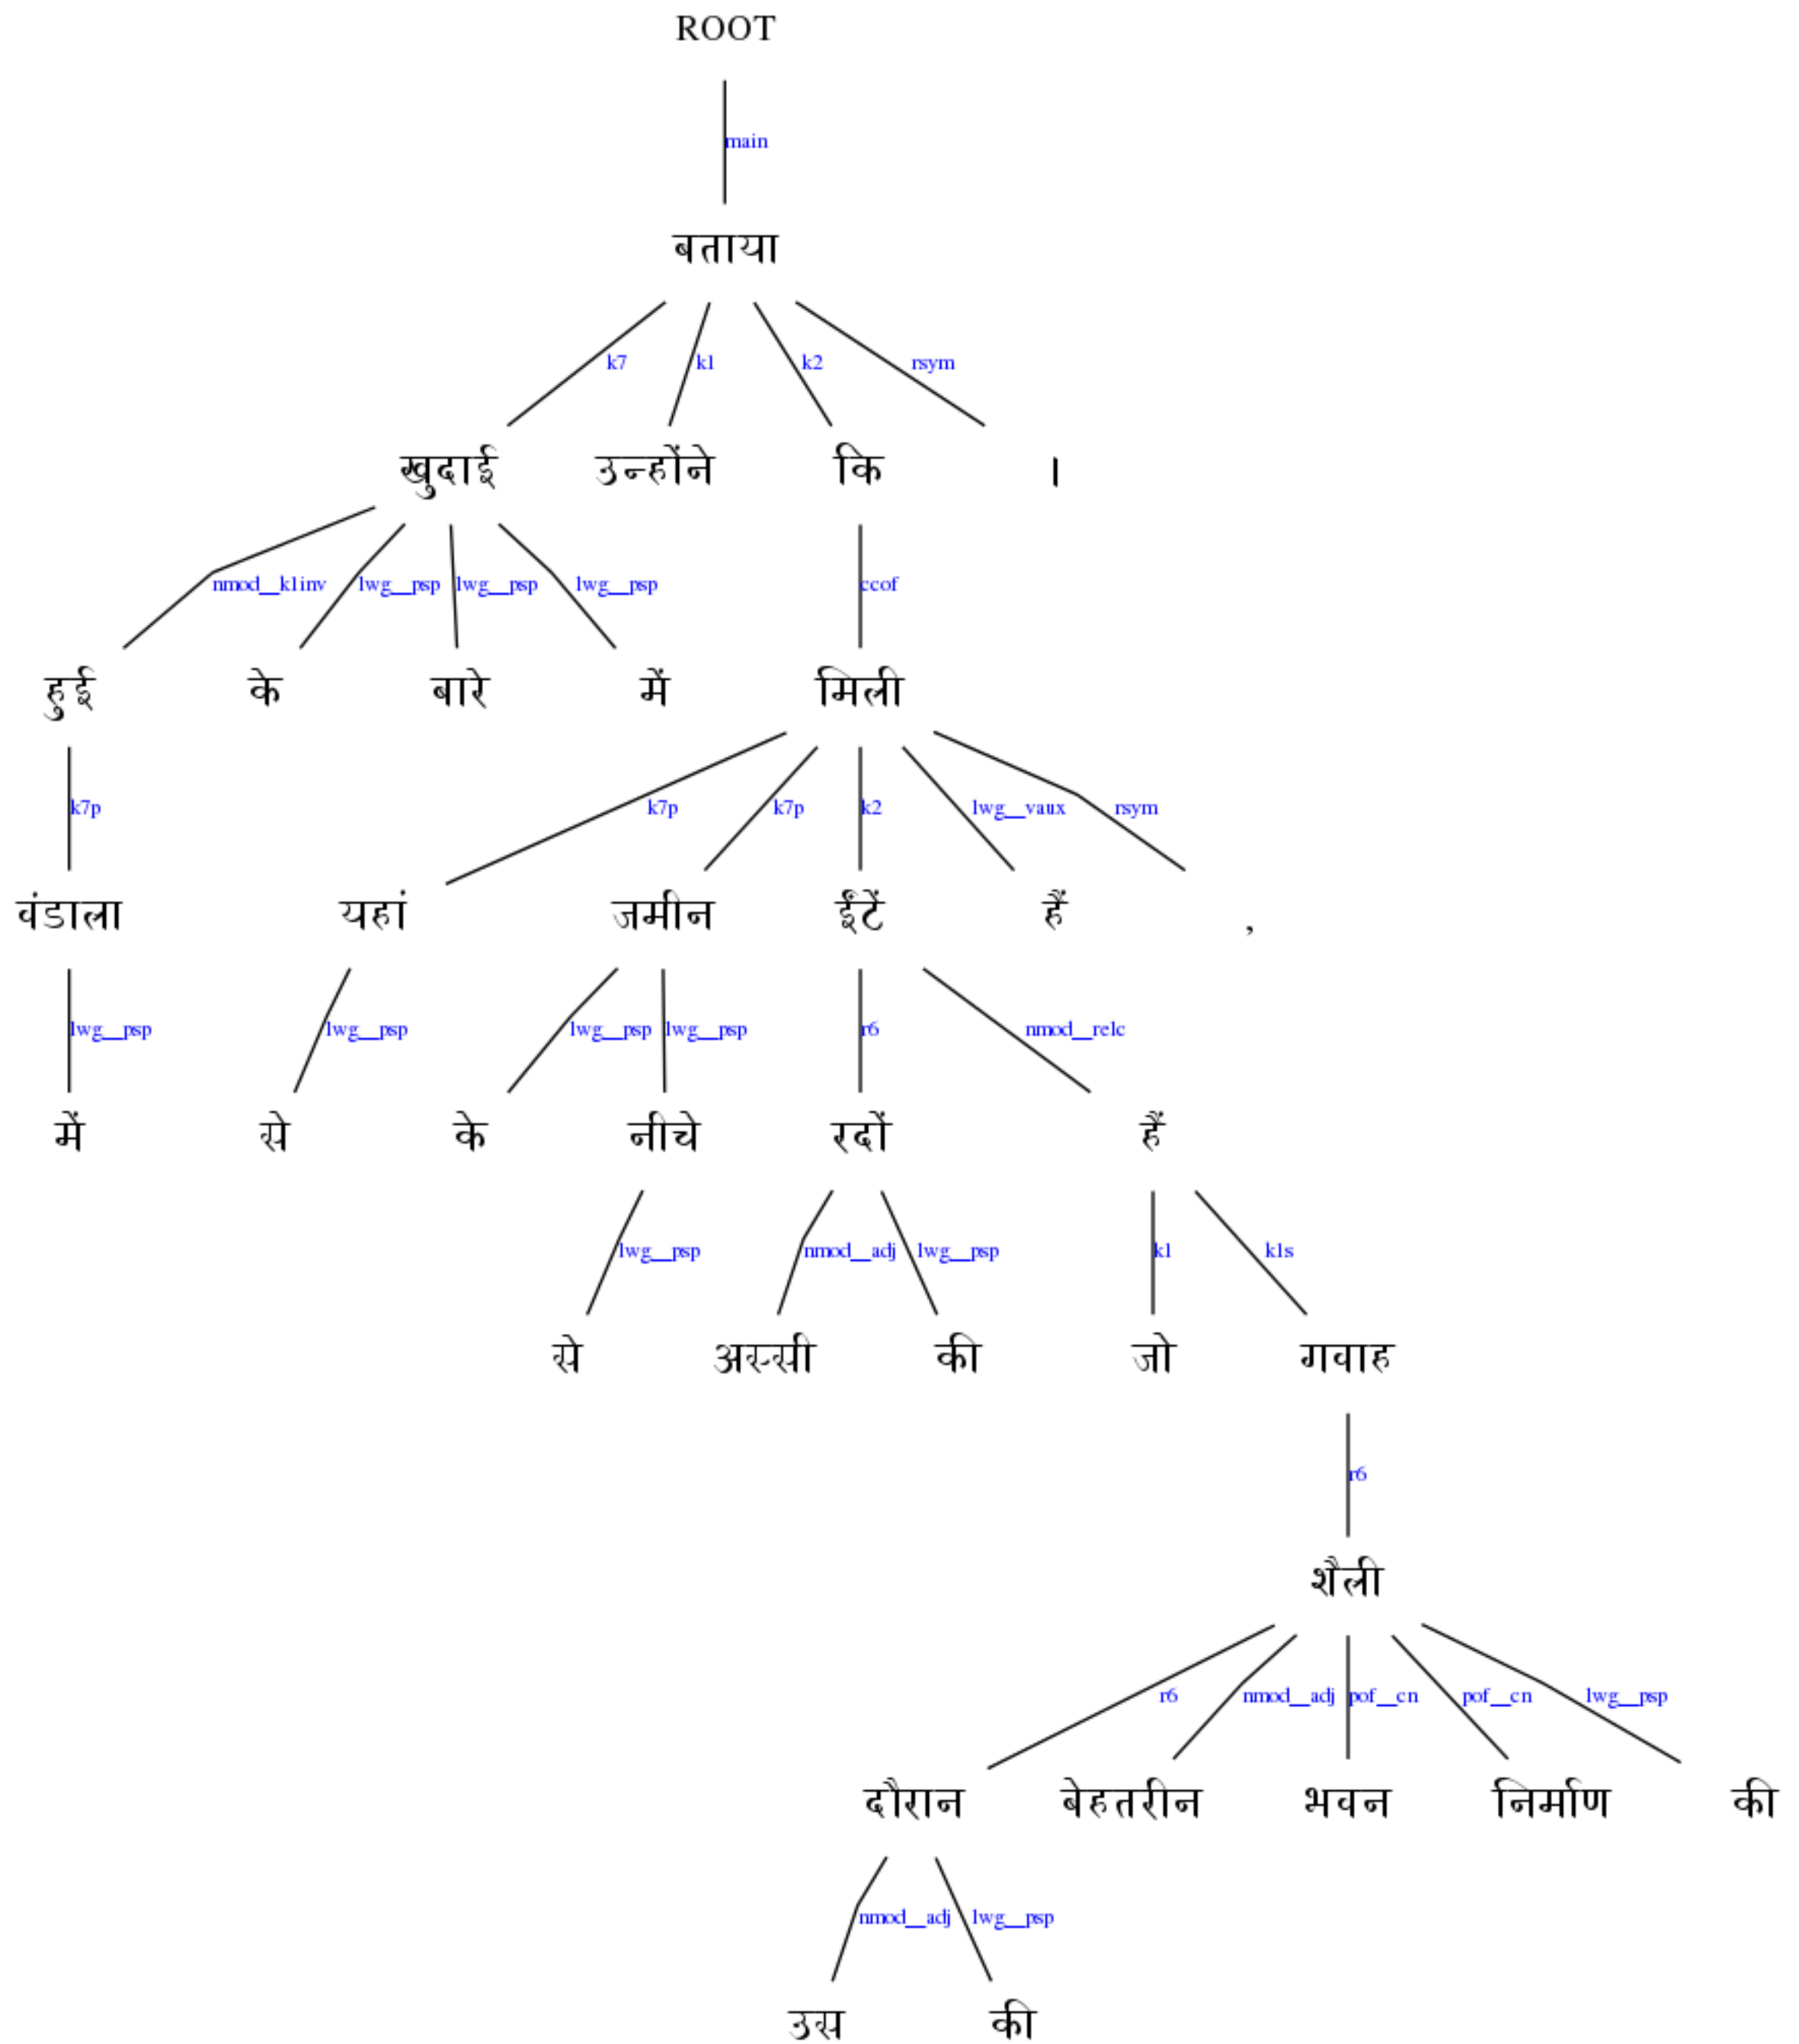 ROOT
main
बताया
k7 k1 k2 rsym
खुदाई उन्होंने कि ।
nmod__k1inv lwg__psp lwg__psp lwg__psp ccof
हुई के बारे में मिली
k7p k7p k7p k2 lwg__vaux rsym
वंडाला यहां जमीन ईंटें हैं ,
lwg__psp lwg__psp lwg__psp lwg__psp r6 nmod__relc
में से के नीचे रदों हैं
lwg__psp nmod__adj lwg__psp k1 k1s
से अस्सी की जो गवाह
r6
शैली
r6 nmod__adj pof__cn pof__cn lwg__psp
दौरान बेहतरीन भवन निर्माण की
nmod__adj lwg__psp
उस की